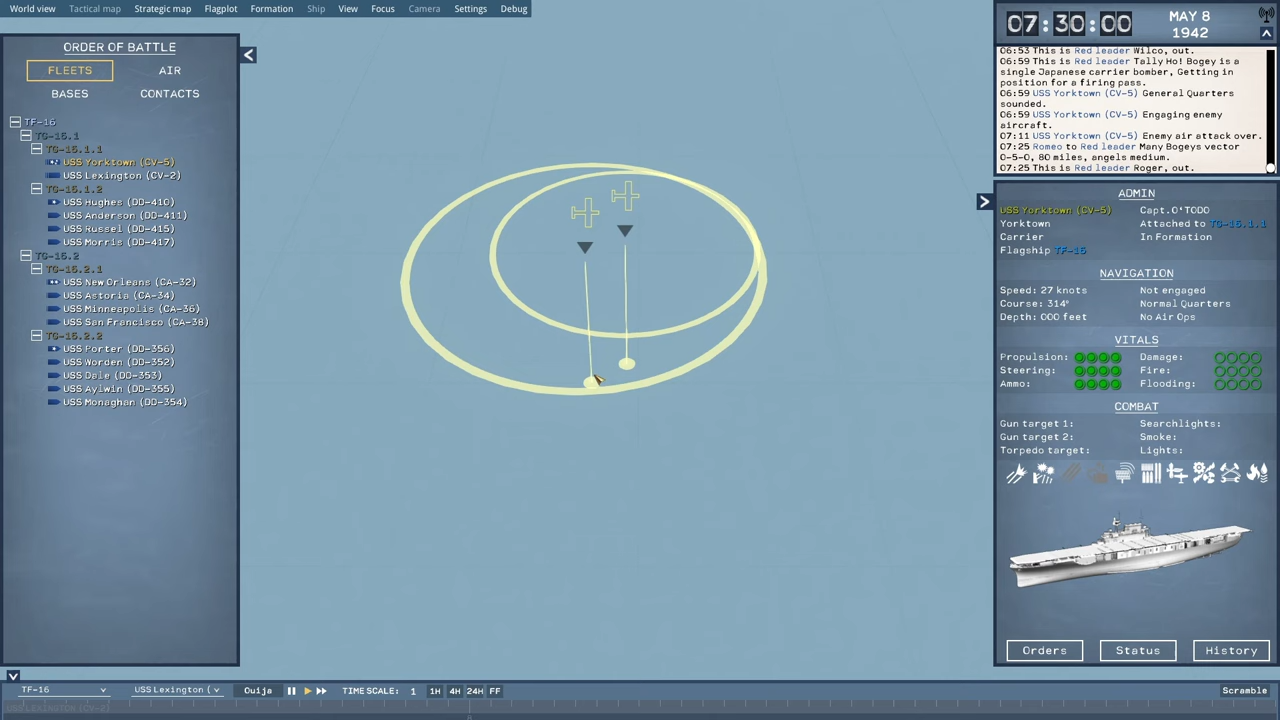 World view Tactical map Strategic map Flagplot Formation Ship View Focus Camera Settings Debug
ORDER OF BATTLE
FLEETS AIR
BASES CONTACTS
TF-16
TG-16.1
TG-16.1.1
USS Yorktown (CV-5)
USS Lexington (CV-2)
TG-16.1.2
USS Hughes (DD-410)
USS Anderson (DD-411)
USS Russel (DD-415)
USS Morris (DD-417)
TG-16.2
TG-16.2.1
USS New Orleans (CA-32)
USS Astoria (CA-34)
USS Minneapolis (CA-36)
USS San Francisco (CA-38)
TG-16.2.2
USS Porter (DD-356)
USS Worden (DD-352)
USS Dale (DD-353)
USS Aylwin (DD-355)
USS Monaghan (DD-354)
07:30:00 MAY 8
1942
06:53 This is Red leader Wilco, out.
06:59 This is Red leader Tally Ho! Bogey is a
single Japanese carrier bomber, Getting in
position for a firing pass.
06:59 USS Yorktown (CV-5) General Quarters
sounded.
06:59 USS Yorktown (CV-5) Engaging enemy
aircraft.
07:11 USS Yorktown (CV-5) Enemy air attack over.
07:25 Romeo to Red leader Many Bogeys vector
0-5-0, 80 miles, angels medium.
07:25 This is Red leader Roger, out.
ADMIN
USS Yorktown (CV-5) Capt.O'TODO
Yorktown Attached to TG-16.1.1
Carrier In Formation
Flagship TF-16
NAVIGATION
Speed: 27 knots Not engaged
Course: 314° Normal Quarters
Depth: 000 feet No Air Ops
VITALS
Propulsion: Damage:
Steering: Fire:
Ammo: Flooding:
COMBAT
Gun target 1: Searchlights:
Gun target 2: Smoke:
Torpedo target: Lights:
Orders Status History
TF-16 USS Lexington ( Ouija TIME SCALE: 1 1H 4H 24H FF Scramble
USS LEXINGTON (CV-2)